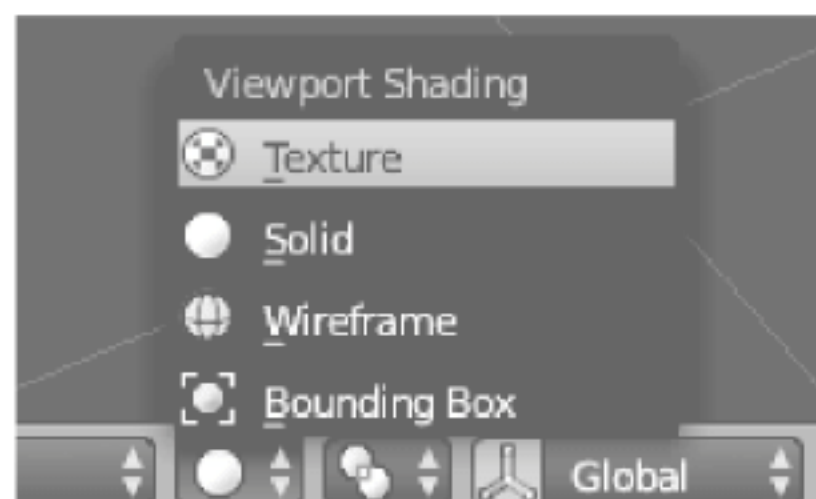 Viewport Shading
Texture
Solid
Wireframe
Bounding Box
Global